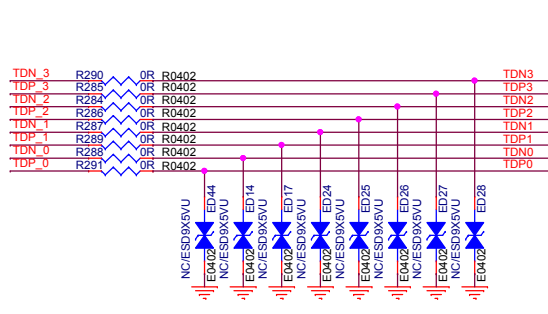 TDN_3 R290 0R R0402 TDN3
TDP_3 R285 0R R0402 TDP3
TDN_2 R284 0R R0402 TDN2
TDP_2 R286 0R R0402 TDP2
TDN_1 R287 0R R0402 TDN1
TDP_1 R289 0R R0402 TDP1
TDN_0 R288 0R R0402 TDN0
TDP_0 R291 0R R0402 TDP0
NC/ESD9X5VU ED44 E0402
NC/ESD9X5VU ED14 E0402
NC/ESD9X5VU ED17 E0402
NC/ESD9X5VU ED24 E0402
NC/ESD9X5VU ED25 E0402
NC/ESD9X5VU ED26 E0402
NC/ESD9X5VU ED27 E0402
NC/ESD9X5VU ED28 E0402